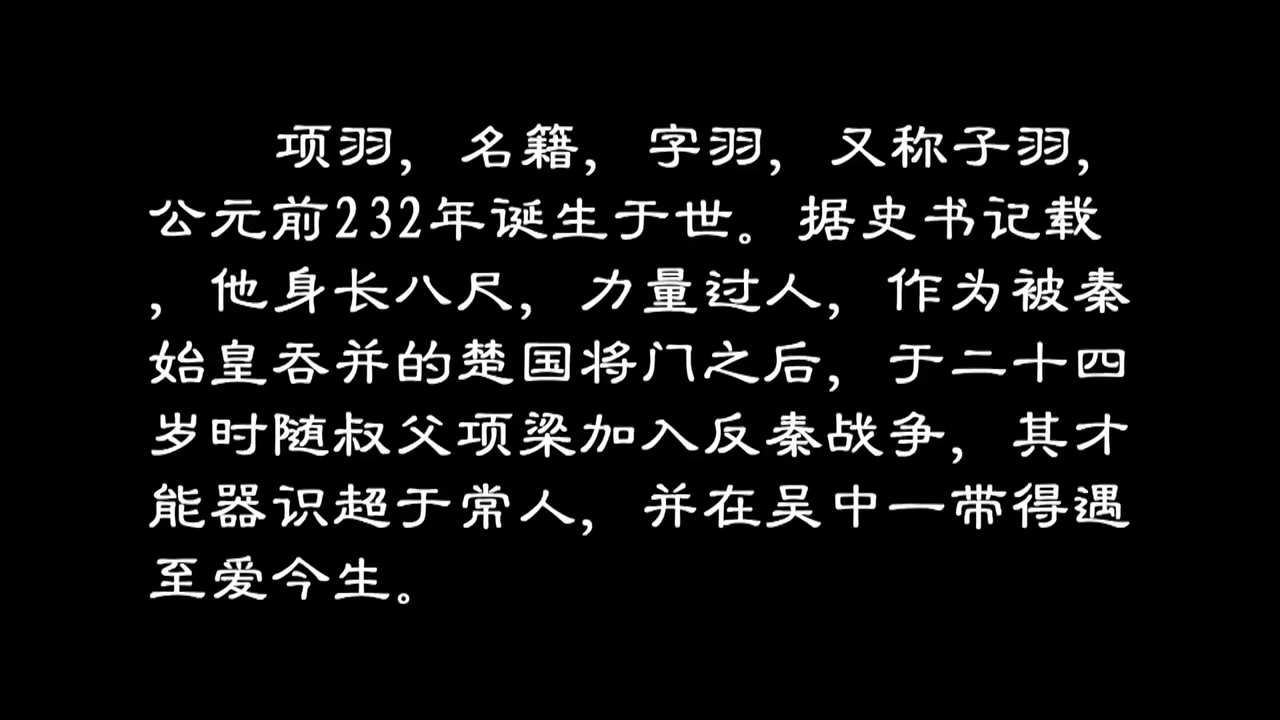 项羽，名籍，字羽，又称子羽，
公元前232年诞生于世。据史书记载
，他身长八尺，力量过人，作为被秦
始皇吞并的楚国将门之后，于二十四
岁时随叔父项梁加入反秦战争，其才
能器识超于常人，并在吴中一带得遇
至爱今生。